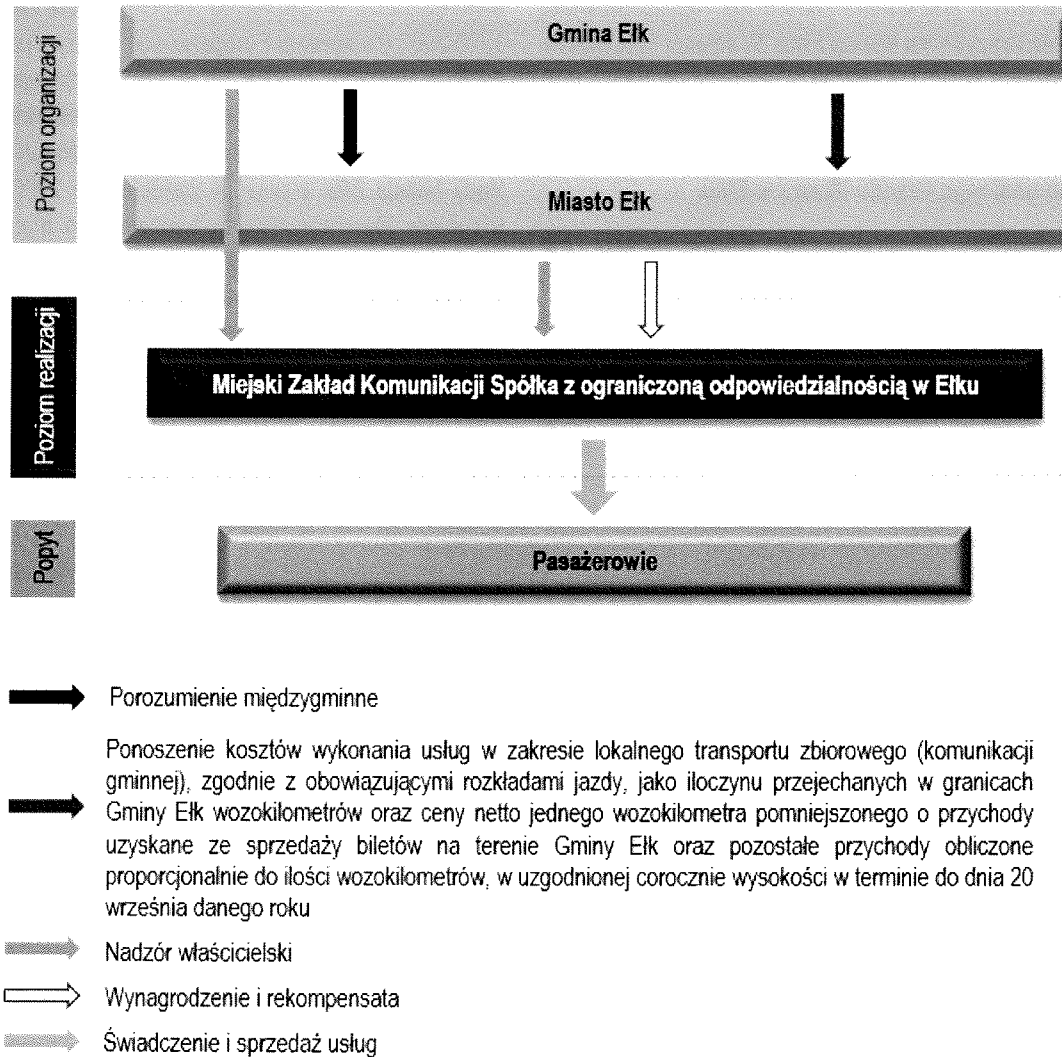 Poziom organizacji
Gmina Ełk
Miasto Ełk
Poziom realizacji
Miejski Zakład Komunikacji Spółka z ograniczoną odpowiedzialnością w Ełku
Popyt
Pasażerowie
Porozumienie międzygminne
Ponoszenie kosztów wykonania usług w zakresie lokalnego transportu zbiorowego (komunikacji
gminnej), zgodnie z obowiązującymi rozkładami jazdy, jako iloczynu przejechanych w granicach
Gminy Ełk wozokilometrów oraz ceny netto jednego wozokilometra pomniejszonego o przychody
uzyskane ze sprzedaży biletów na terenie Gminy Ełk oraz pozostałe przychody obliczone
proporcjonalnie do ilości wozokilometrów, w uzgodnionej corocznie wysokości w terminie do dnia 20
września danego roku
Nadzór właścicielski
Wynagrodzenie i rekompensata
Świadczenie i sprzedaż usług